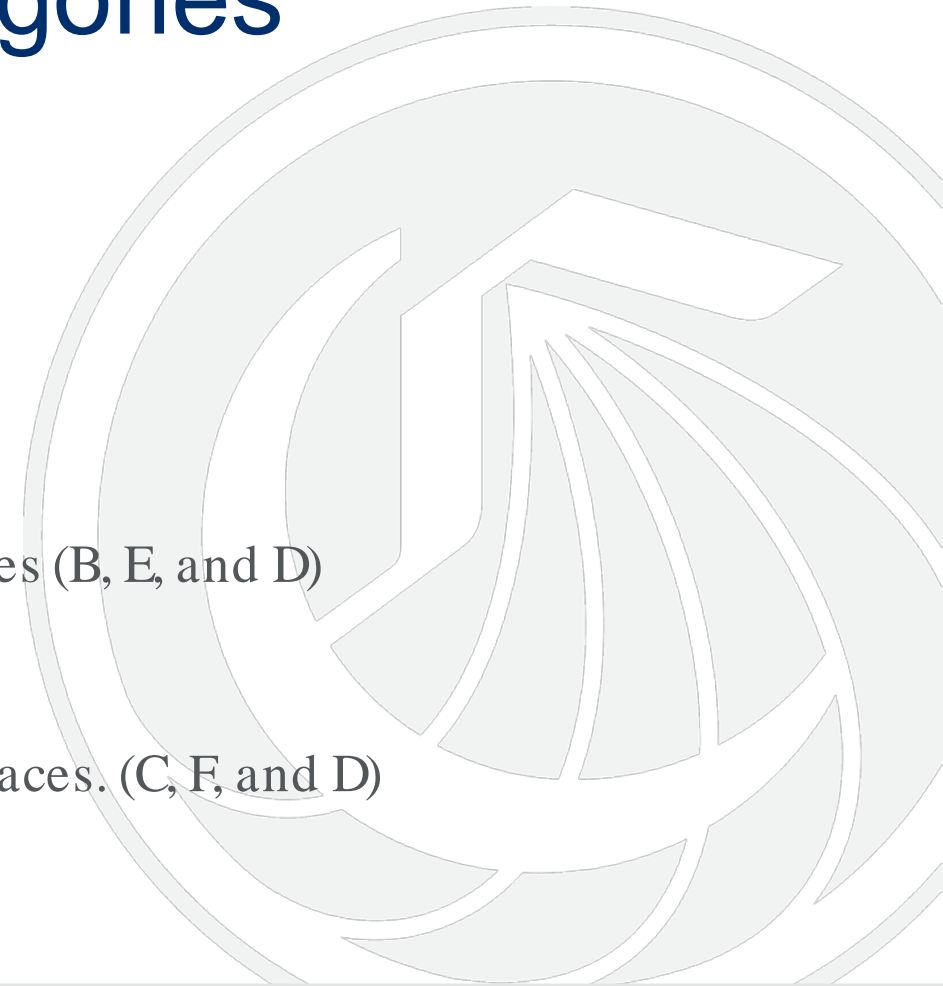 gories
es (B, E, and D)
aces. (C, F, and D)